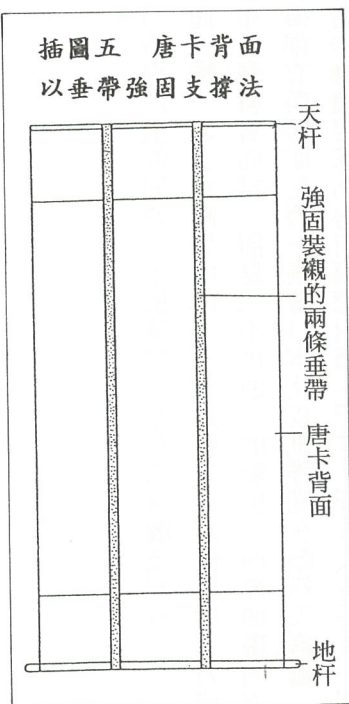 插圖五　唐卡背面
以垂帶強固支撐法
天杆
強固裝襯的兩條垂帶
唐卡背面
地杆